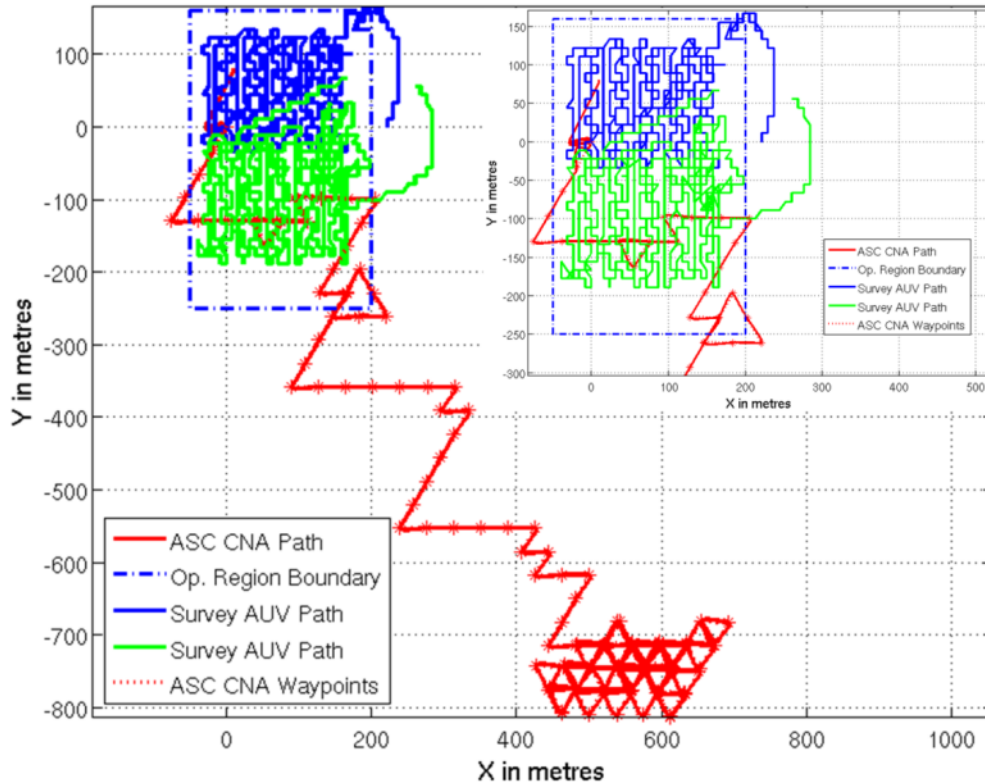 100
0
-100
-200
-300
-400
-500
-600
-700
-800
Y in metres
0
200
400
600
800
1000
X in metres
ASC CNA Path
Op. Region Boundary
Survey AUV Path
Survey AUV Path
ASC CNA Waypoints
150
100
50
0
-50
-100
-150
-200
-250
-300
Y in metres
0
100
200
300
400
500
X in metres
ASC CNA Path
Op. Region Boundary
Survey AUV Path
Survey AUV Path
ASC CNA Waypoints